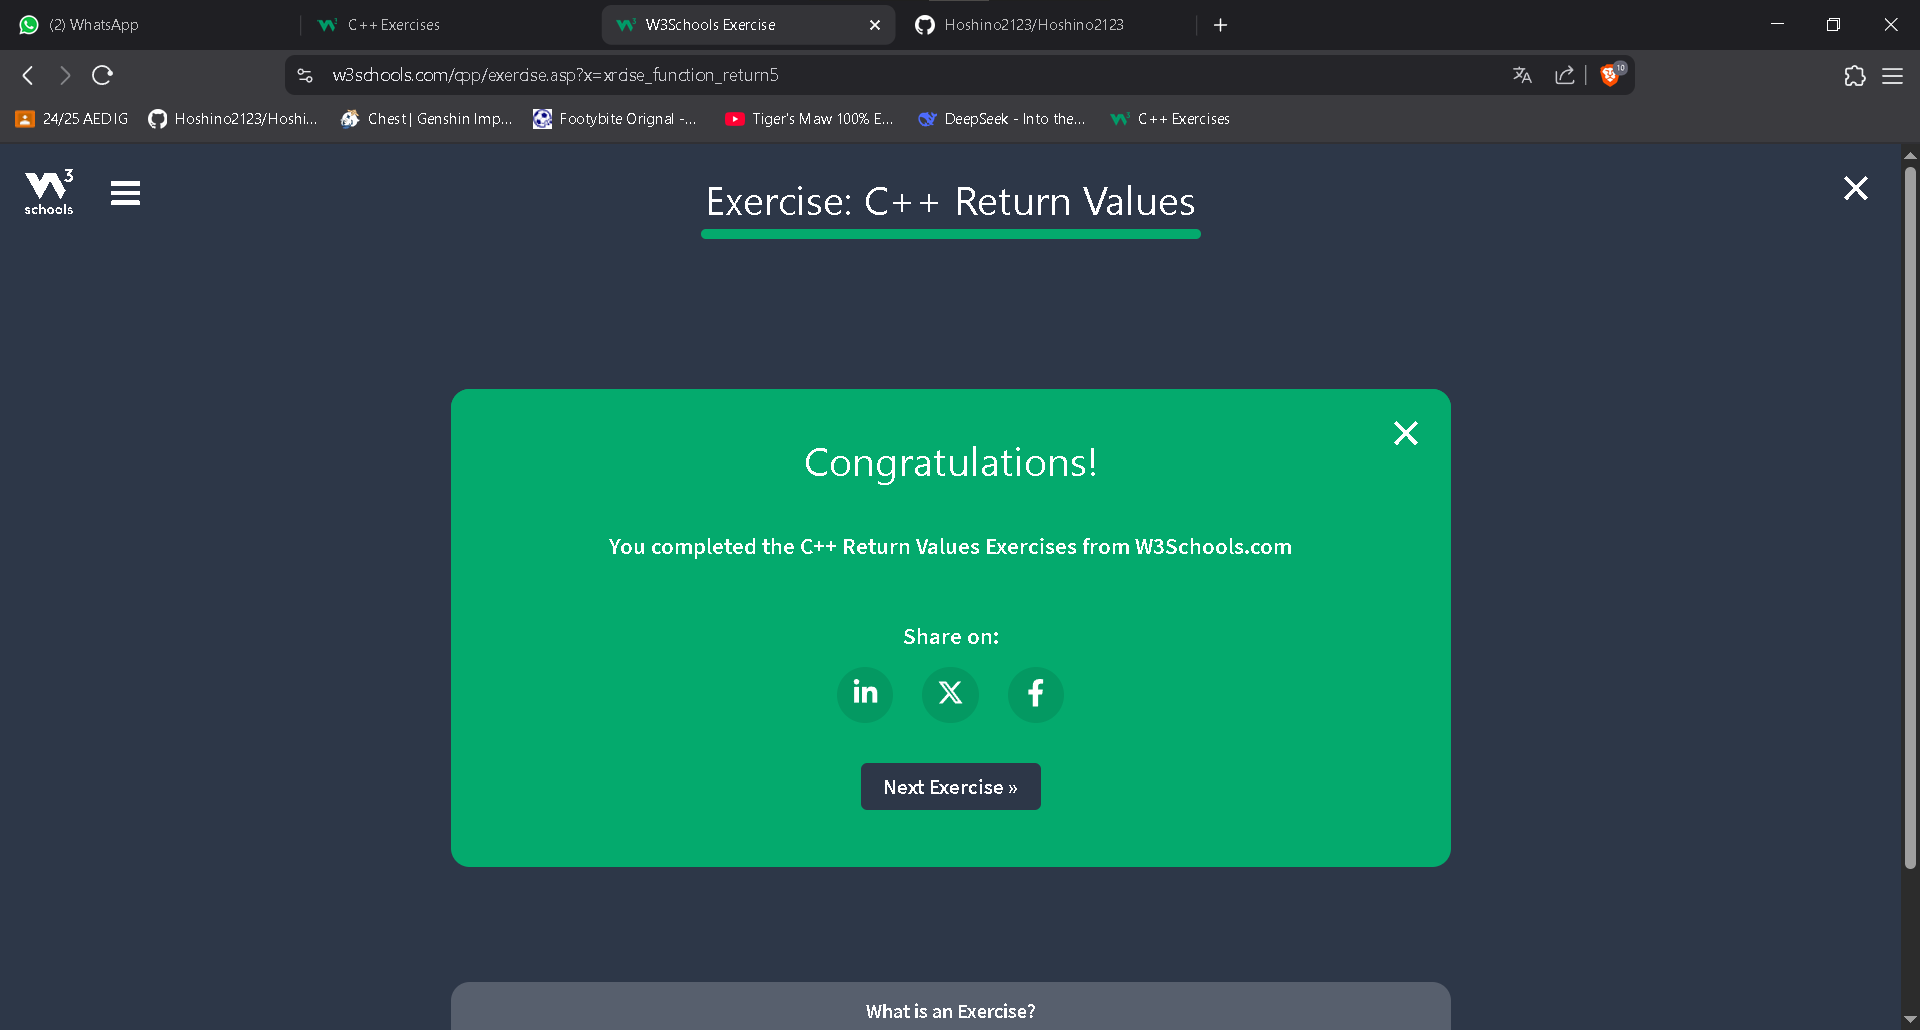 (2) WhatsApp
C++ Exercises
W3Schools Exercise
Hoshino2123/Hoshino2123
w3schools.com/cpp/exercise.asp?x=xrcise_function_return5
10
24/25 AEDIG
Hoshino2123/Hoshi...
Chest | Genshin Imp...
Footybite Orignal -...
Tiger's Maw 100% E...
DeepSeek - Into the...
C++ Exercises
3
schools
Exercise: C++ Return Values
Congratulations!
You completed the C++ Return Values Exercises from W3Schools.com
Share on:
Next Exercise »
What is an Exercise?